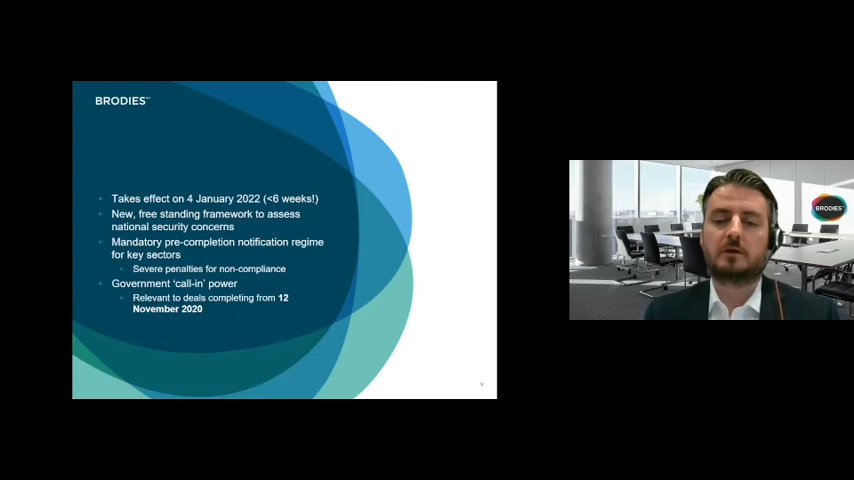 BRODIES LLP
Takes effect on 4 January 2022 (<6 weeks!)
New, free standing framework to assess
national security concerns
Mandatory pre-completion notification regime
for key sectors
Severe penalties for non-compliance
Government ‘call-in’ power
Relevant to deals completing from 12
November 2020
9
BRODIES